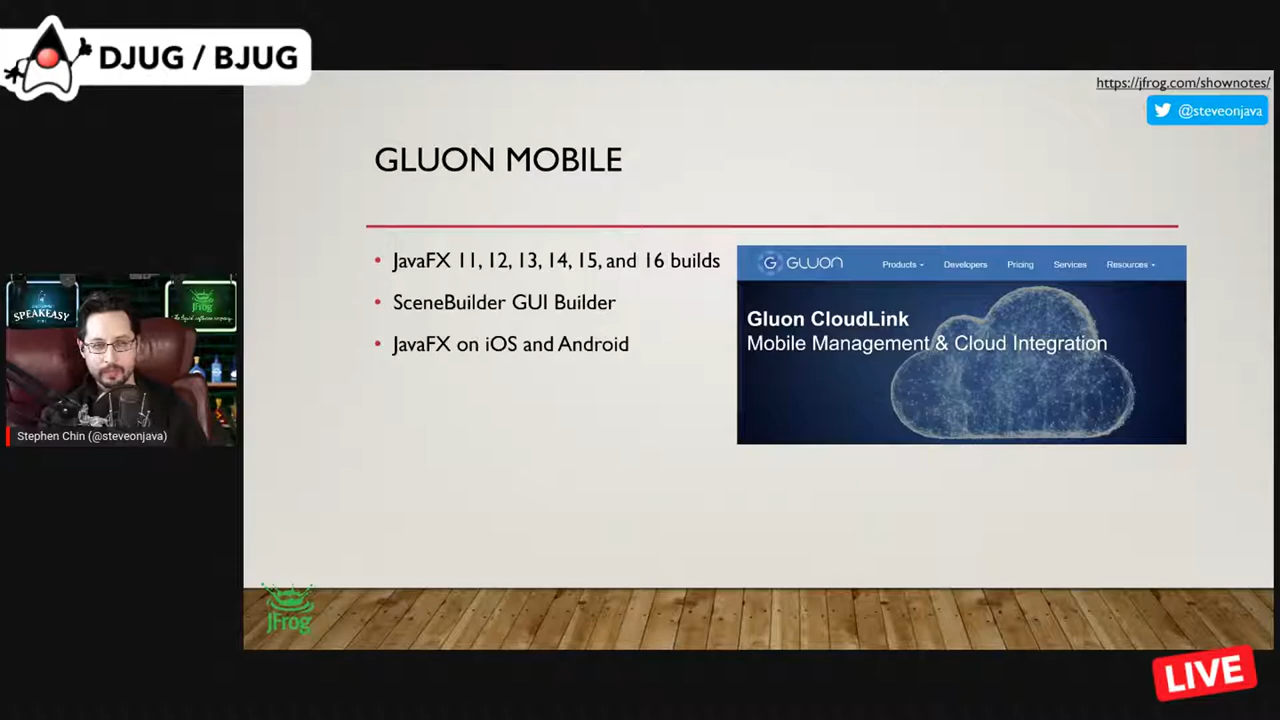 DJUG / BJUG
https://jfrog.com/shownotes/
@steveonjava
GLUON MOBILE
• JavaFX 11, 12, 13, 14, 15, and 16 builds
• SceneBuilder GUI Builder
• JavaFX on iOS and Android
GLUON
Products
Developers
Pricing
Services
Resources
Gluon CloudLink
Mobile Management & Cloud Integration
SPEAKEASY
JFrog
Stephen Chin (@steveonjava)
JFrog
LIVE